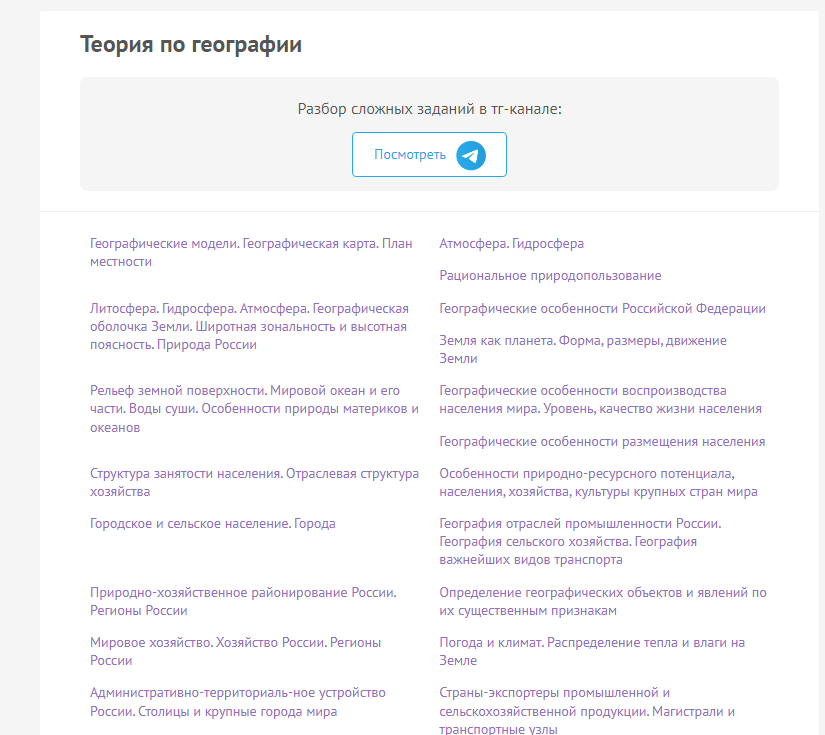 Теория по географии
Разбор сложных заданий в тг-канале:
Посмотреть
Географические модели. Географическая карта. План
местности
Атмосфера. Гидросфера
Рациональное природопользование
Литосфера. Гидросфера. Атмосфера. Географическая
оболочка Земли. Широтная зональность и высотная
поясность. Природа России
Географические особенности Российской Федерации
Земля как планета. Форма, размеры, движение
Земли
Рельеф земной поверхности. Мировой океан и его
части. Воды суши. Особенности природы материков и
океанов
Географические особенности воспроизводства
населения мира. Уровень, качество жизни населения
Географические особенности размещения населения
Структура занятости населения. Отраслевая структура
хозяйства
Особенности природно-ресурсного потенциала,
населения, хозяйства, культуры крупных стран мира
Городское и сельское население. Города
География отраслей промышленности России.
География сельского хозяйства. География
важнейших видов транспорта
Природно-хозяйственное районирование России.
Регионы России
Определение географических объектов и явлений по
их существенным признакам
Мировое хозяйство. Хозяйство России. Регионы
России
Погода и климат. Распределение тепла и влаги на
Земле
Административно-территориаль-ное устройство
России. Столицы и крупные города мира
Страны-экспортеры промышленной и
сельскохозяйственной продукции. Магистрали и
транспортные узлы